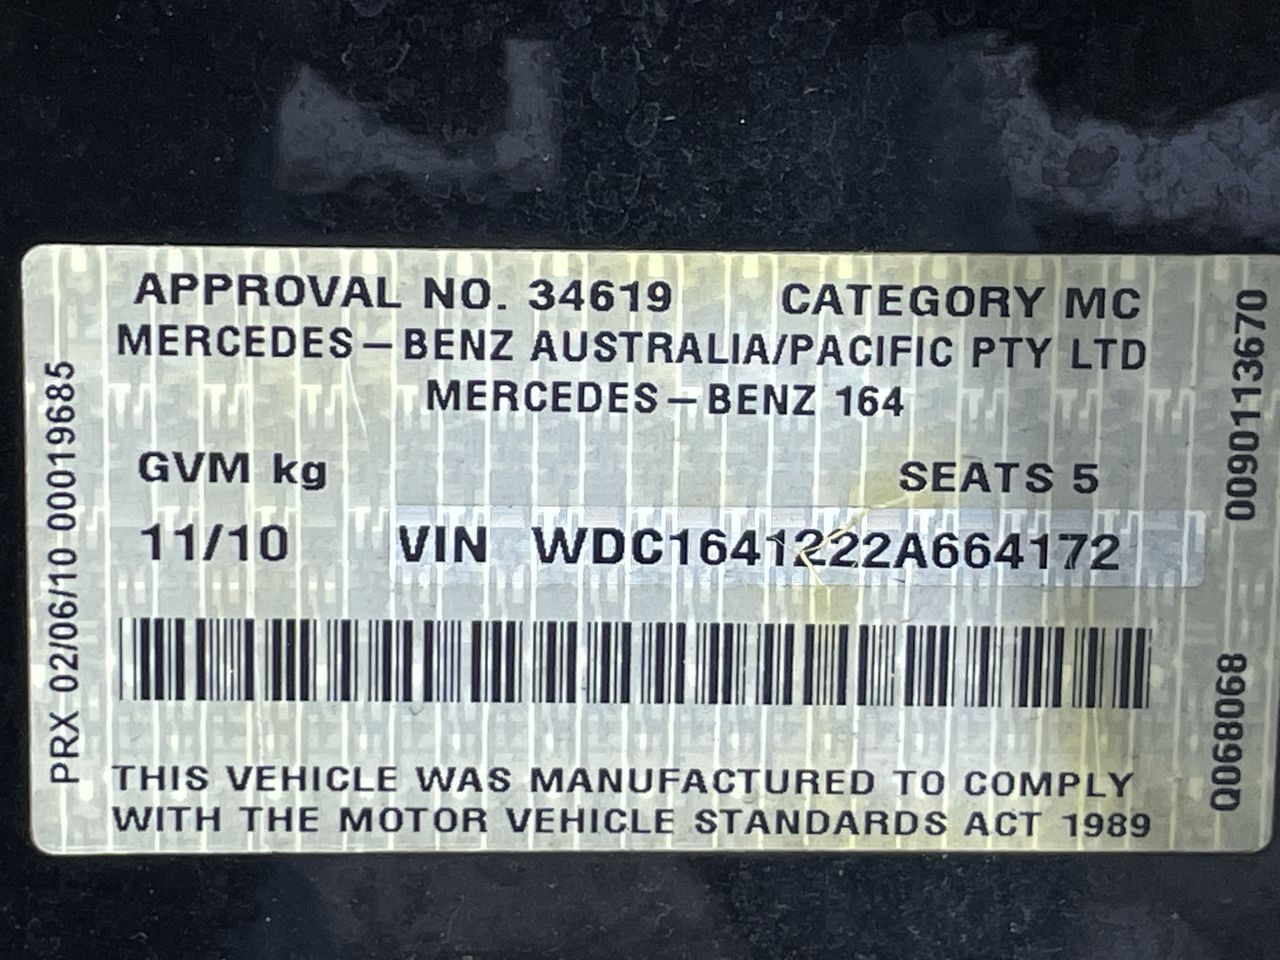 APPROVAL NO. 34619 CATEGORY MC
MERCEDES-BENZ AUSTRALIA/PACIFIC PTY LTD
MERCEDES-BENZ 164
GVM kg SEATS 5
11/10 VIN WDC1641222A664172
THIS VEHICLE WAS MANUFACTURED TO COMPLY
WITH THE MOTOR VEHICLE STANDARDS ACT 1989
PRX 02/06/10 00019685
Q068068 009011367​0